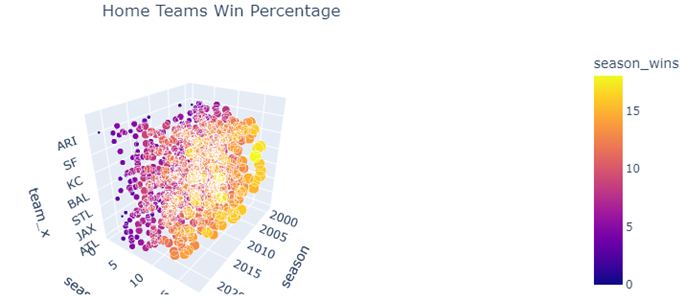 Home Teams Win Percentage
season_wins
15
10
5
0
ARI
SF
KC
BAL
STL
JAX
ATL
team_x
0
5
10
2000
2005
2010
2015
season